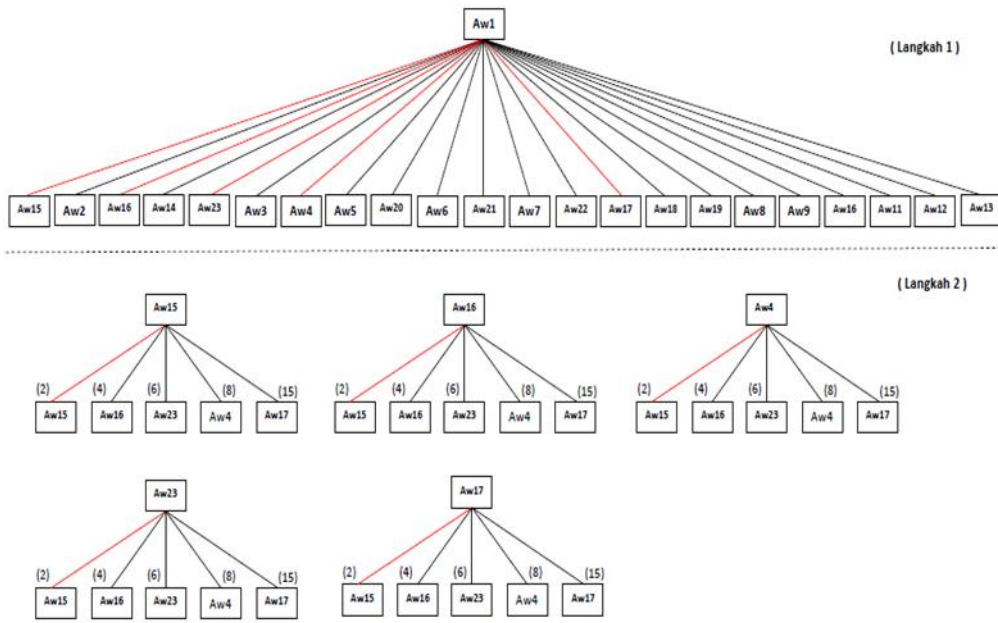 Aw1
( Langkah 1 )
Aw15 Aw2 Aw16 Aw14 Aw23 Aw3 Aw4 Aw5 Aw20 Aw6 Aw21 Aw7 Aw22 Aw17 Aw18 Aw19 Aw8 Aw9 Aw16 Aw11 Aw12 Aw13
( Langkah 2 )
Aw15 Aw16 Aw4
(2) (4) (6) (8) (15) (2) (4) (6) (8) (15) (2) (4) (6) (8) (15)
Aw15 Aw16 Aw23 Aw4 Aw17 Aw15 Aw16 Aw23 Aw4 Aw17 Aw15 Aw16 Aw23 Aw4 Aw17
Aw23 Aw17
(2) (4) (6) (8) (15) (2) (4) (6) (8) (15)
Aw15 Aw16 Aw23 Aw4 Aw17 Aw15 Aw16 Aw23 Aw4 Aw17